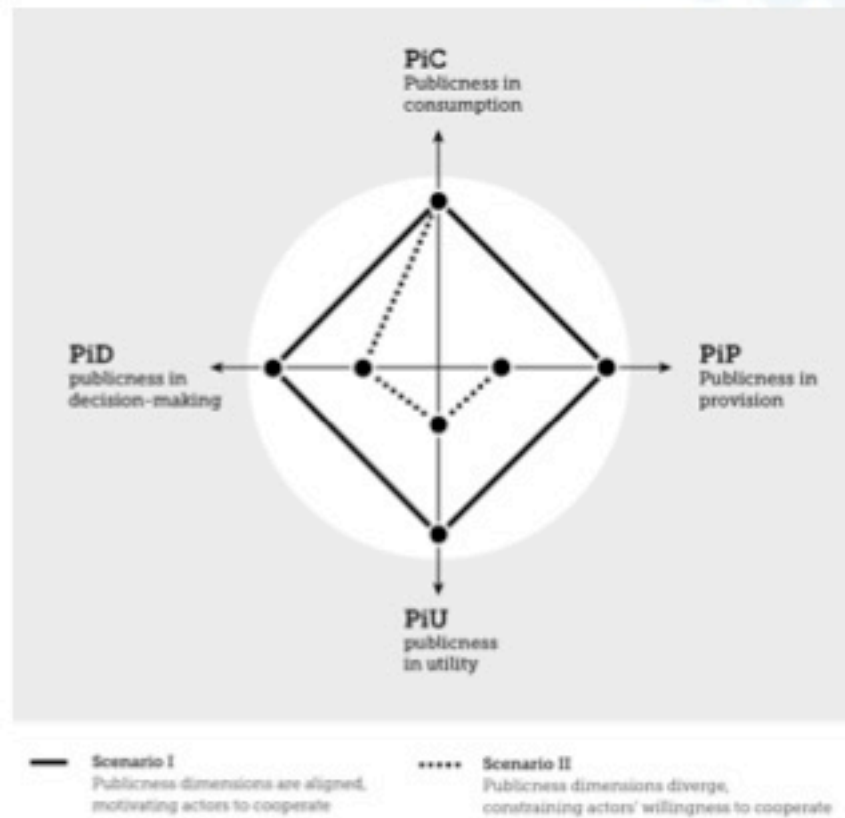 PiC
Publicness in
consumption
PiD
publicness in
decision-making
PiP
Publicness in
provision
PiU
publicness
in utility
Scenario I
Publicness dimensions are aligned,
motivating actors to cooperate
Scenario II
Publicness dimensions diverge,
constraining actors' willingness to cooperate